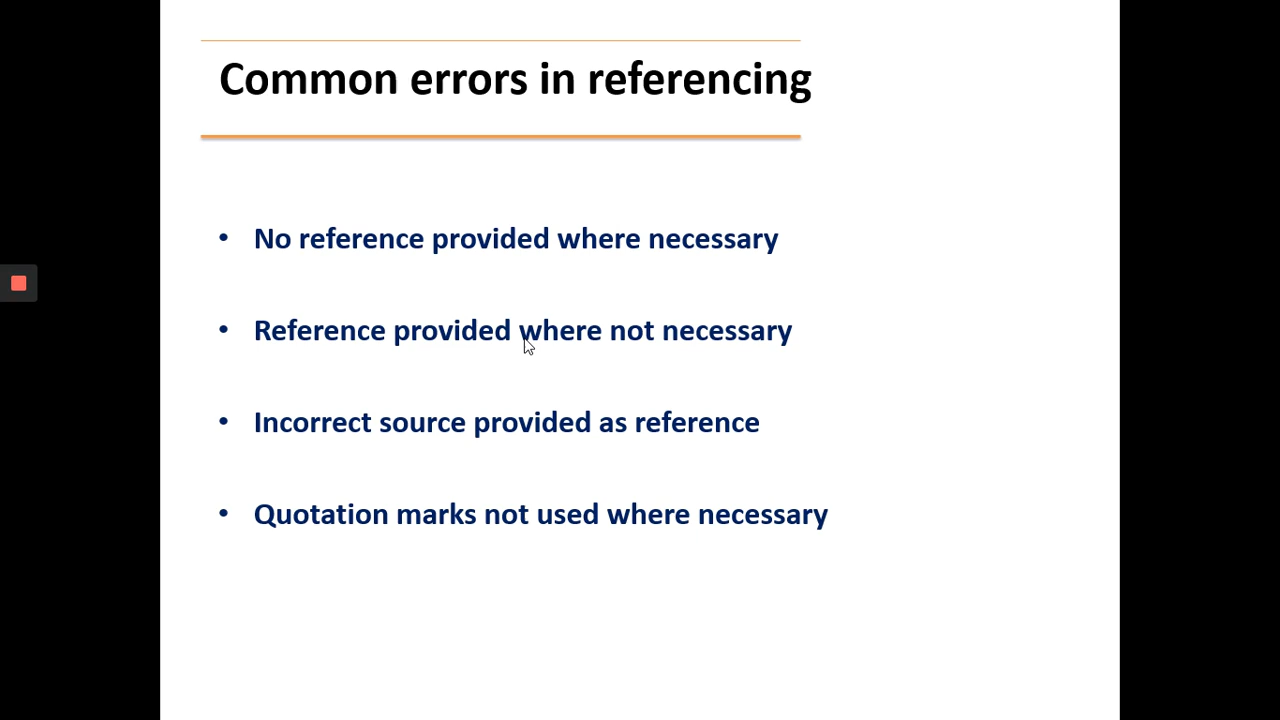 Common errors in referencing
• No reference provided where necessary
• Reference provided where not necessary
• Incorrect source provided as reference
• Quotation marks not used where necessary